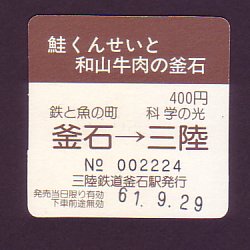 鮭くんせいと
和山牛肉の釜石
400円
鉄と魚の町 科学の光
釜石→三陸
№ 002224
三陸鉄道釜石駅発行
発売当日限り有効
下車前途無効
61.9.29